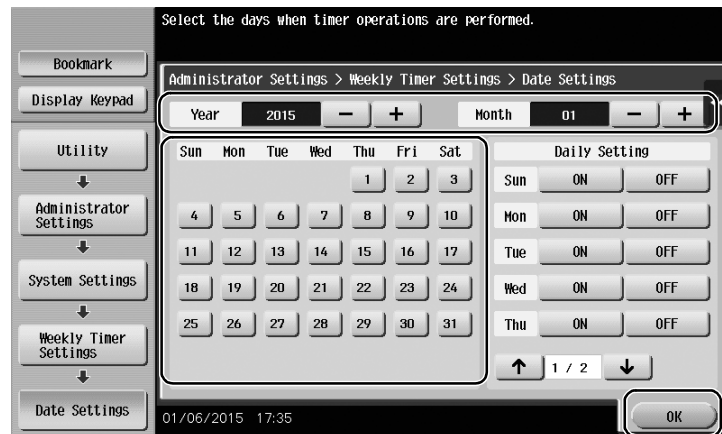 Select the days when timer operations are performed.
Bookmark
Display Keypad
Utility
Administrator
Settings
System Settings
Weekly Timer
Settings
Date Settings
Administrator Settings > Weekly Timer Settings > Date Settings
Year 2015 − + Month 01 − +
Sun Mon Tue Wed Thu Fri Sat
1 2 3
4 5 6 7 8 9 10
11 12 13 14 15 16 17
18 19 20 21 22 23 24
25 26 27 28 29 30 31
Daily Setting
Sun ON OFF
Mon ON OFF
Tue ON OFF
Wed ON OFF
Thu ON OFF
↑ 1 / 2 ↓
01/06/2015 17:35
OK